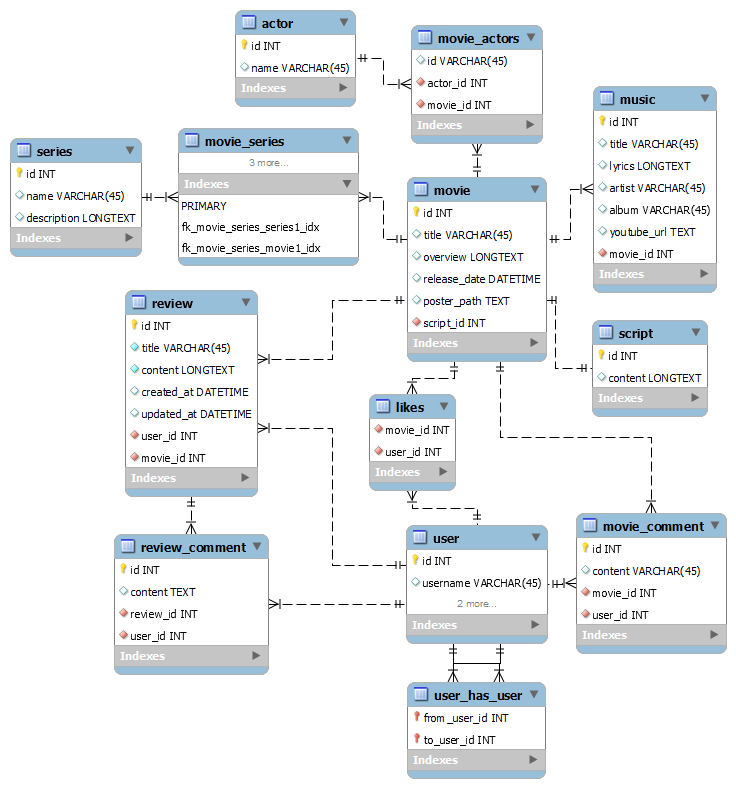 actor
id INT
name VARCHAR(45)
Indexes
movie_actors
id VARCHAR(45)
actor_id INT
movie_id INT
Indexes
music
id INT
title VARCHAR(45)
lyrics LONGTEXT
artist VARCHAR(45)
album VARCHAR(45)
youtube_url TEXT
movie_id INT
Indexes
series
id INT
name VARCHAR(45)
description LONGTEXT
Indexes
movie_series
3 more...
Indexes
PRIMARY
fk_movie_series_series1_idx
fk_movie_series_movie1_idx
movie
id INT
title VARCHAR(45)
overview LONGTEXT
release_date DATETIME
poster_path TEXT
script_id INT
Indexes
review
id INT
title VARCHAR(45)
content LONGTEXT
created_at DATETIME
updated_at DATETIME
user_id INT
movie_id INT
Indexes
script
id INT
content LONGTEXT
Indexes
likes
movie_id INT
user_id INT
Indexes
review_comment
id INT
content TEXT
review_id INT
user_id INT
Indexes
user
id INT
username VARCHAR(45)
2 more...
Indexes
movie_comment
id INT
content VARCHAR(45)
movie_id INT
user_id INT
Indexes
user_has_user
from_user_id INT
to_user_id INT
Indexes